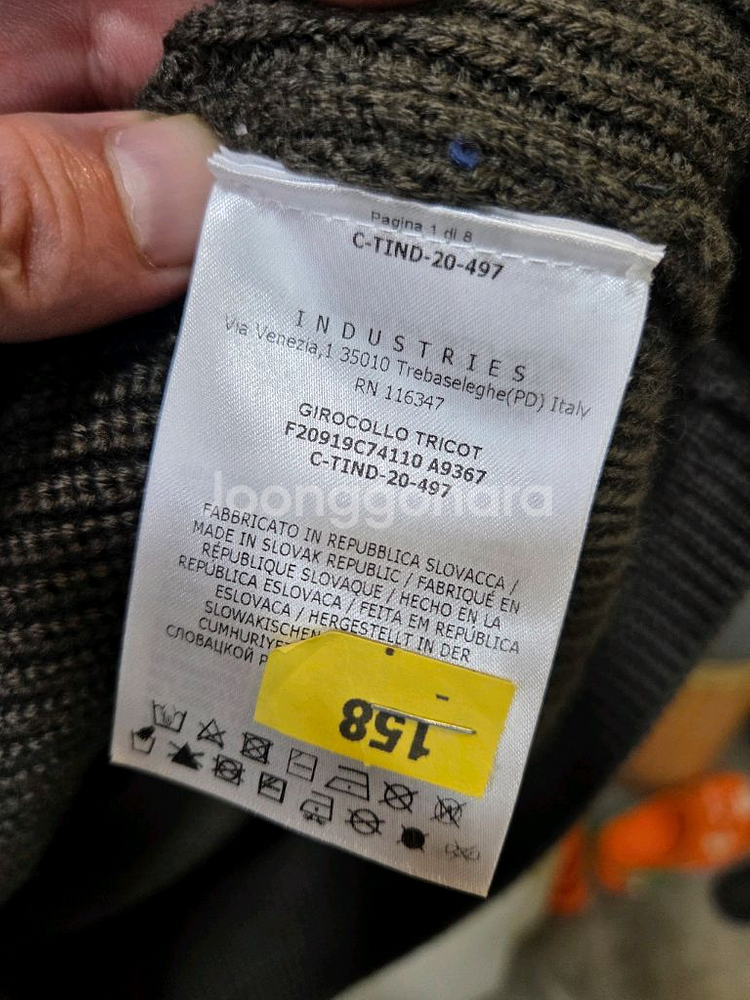 Pagina 1 di 8
C-TIND-20-497
INDUSTRIES
Via Venezia,1 35010 Trebaseleghe(PD) Italy
RN 116347
GIROCOLLO TRICOT
F20919C74110 A9367
C-TIND-20-497
loonggonara
FABBRICATO IN REPUBBLICA SLOVACCA /
MADE IN SLOVAK REPUBLIC / FABRIQUÉ EN
RÉPUBLIQUE SLOVAQUE / HECHO EN LA
REPÚBLICA ESLOVACA / FEITA EM REPÚBLICA
ESLOVACA / HERGESTELLT IN DER
SLOWAKISCHEN
CUMHURIYE
СЛОВАЦКОЙ Р
158